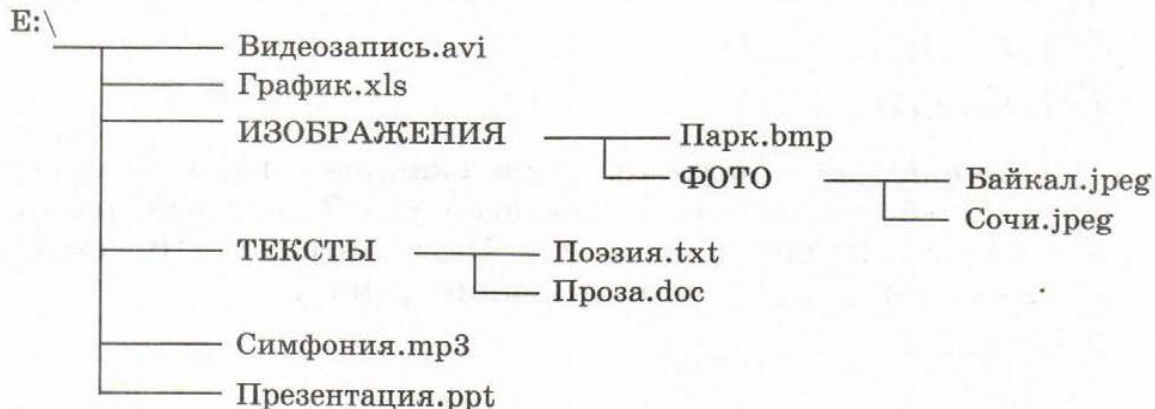 E:\
Видеозапись.avi
График.xls
ИЗОБРАЖЕНИЯ Парк.bmp
ФОТО Байкал.jpeg
Сочи.jpeg
ТЕКСТЫ Поэзия.txt
Проза.doc
Симфония.mp3
Презентация.ppt